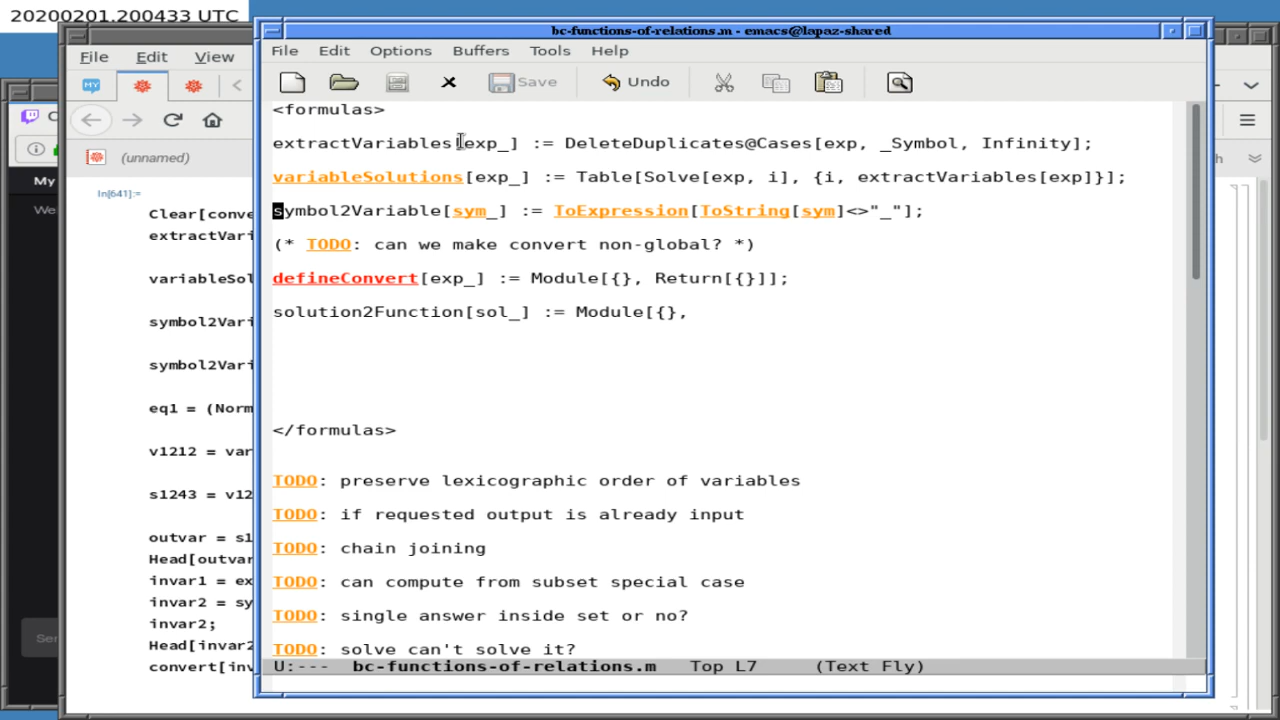 20200201.200433 UTC
bc-functions-of-relations.m - emacs@lapaz-shared
File Edit View
File Edit Options Buffers Tools Help
Save Undo
(unnamed)
My
In[641]:=
Clear[conve
extractVari
variableSol
symbol2Vari
symbol2Vari
eq1 = (Norm
v1212 = var
s1243 = v12
outvar = s1
Head[outvar
invar1 = ex
invar2 = sy
invar2;
Head[invar2
convert[inv
<formulas>
extractVariables[exp_] := DeleteDuplicates@Cases[exp, _Symbol, Infinity];
variableSolutions[exp_] := Table[Solve[exp, i], {i, extractVariables[exp]}];
symbol2Variable[sym_] := ToExpression[ToString[sym]<>"_"];
(* TODO: can we make convert non-global? *)
defineConvert[exp_] := Module[{}, Return[{}]];
solution2Function[sol_] := Module[{},
</formulas>
TODO: preserve lexicographic order of variables
TODO: if requested output is already input
TODO: chain joining
TODO: can compute from subset special case
TODO: single answer inside set or no?
TODO: solve can't solve it?
U:--- bc-functions-of-relations.m Top L7 (Text Fly)